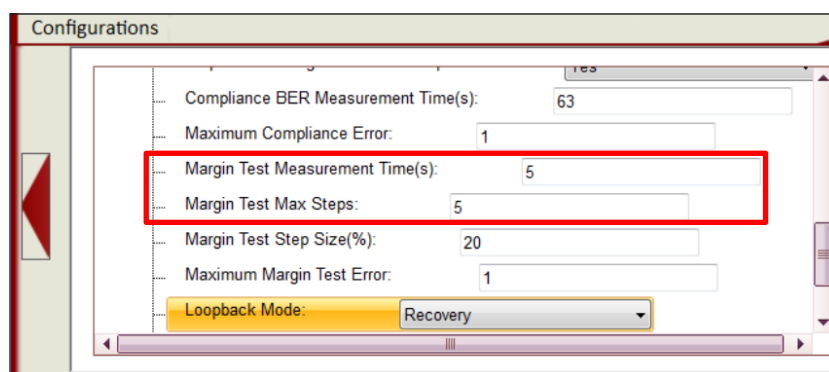 Configurations
Yes
Compliance BER Measurement Time(s): 63
Maximum Compliance Error: 1
Margin Test Measurement Time(s): 5
Margin Test Max Steps: 5
Margin Test Step Size(%): 20
Maximum Margin Test Error: 1
Loopback Mode: Recovery